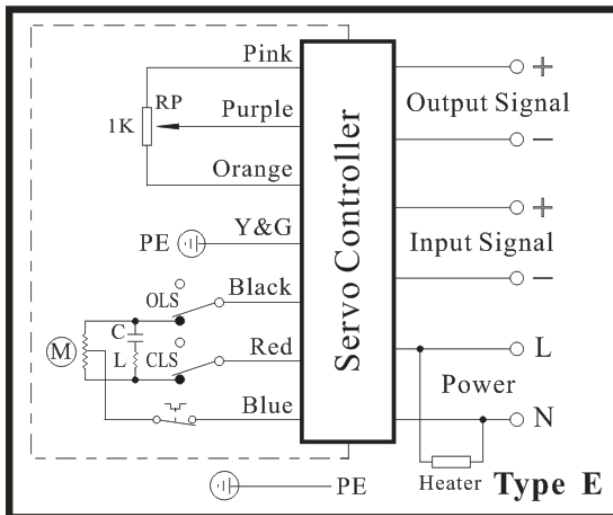 Pink
RP
1K
Purple
Orange
PE
Y&G
OLS
Black
C
M
L
CLS
Red
Blue
PE
Servo Controller
+
Output Signal
−
+
Input Signal
−
L
Power
N
Heater
Type E